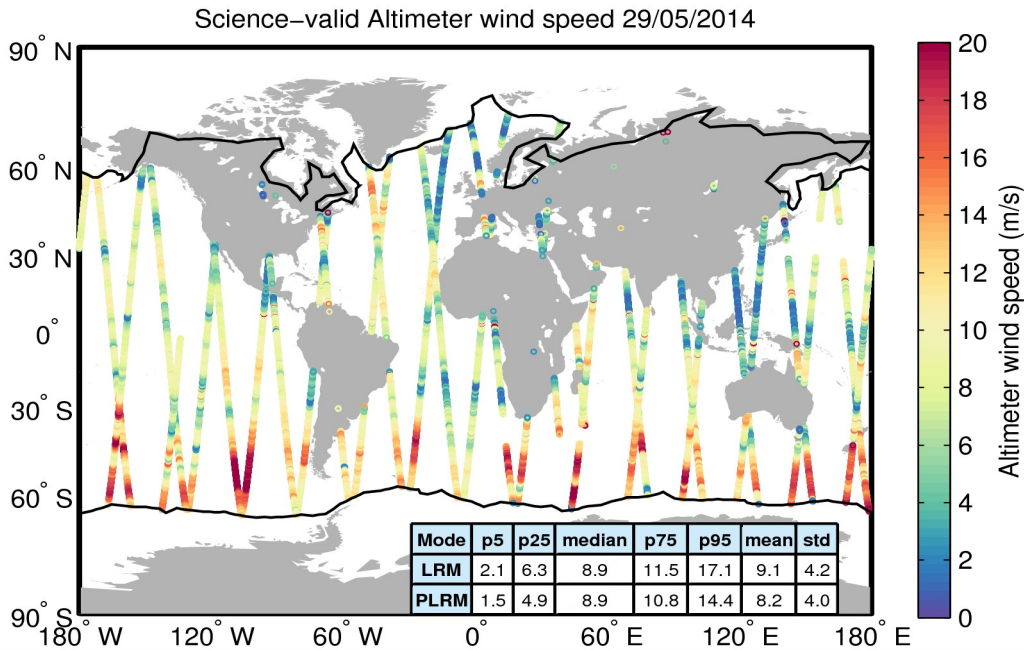 Science−valid Altimeter wind speed 29/05/2014
90° N
60° N
30° N
0°
30° S
60° S
90° S
180° W
120° W
60° W
0°
60° E
120° E
180° E
Mode p5 p25 median p75 p95 mean std
LRM 2.1 6.3 8.9 11.5 17.1 9.1 4.2
PLRM 1.5 4.9 8.9 10.8 14.4 8.2 4.0
20
18
16
14
12
10
8
6
4
2
0
Altimeter wind speed (m/s)